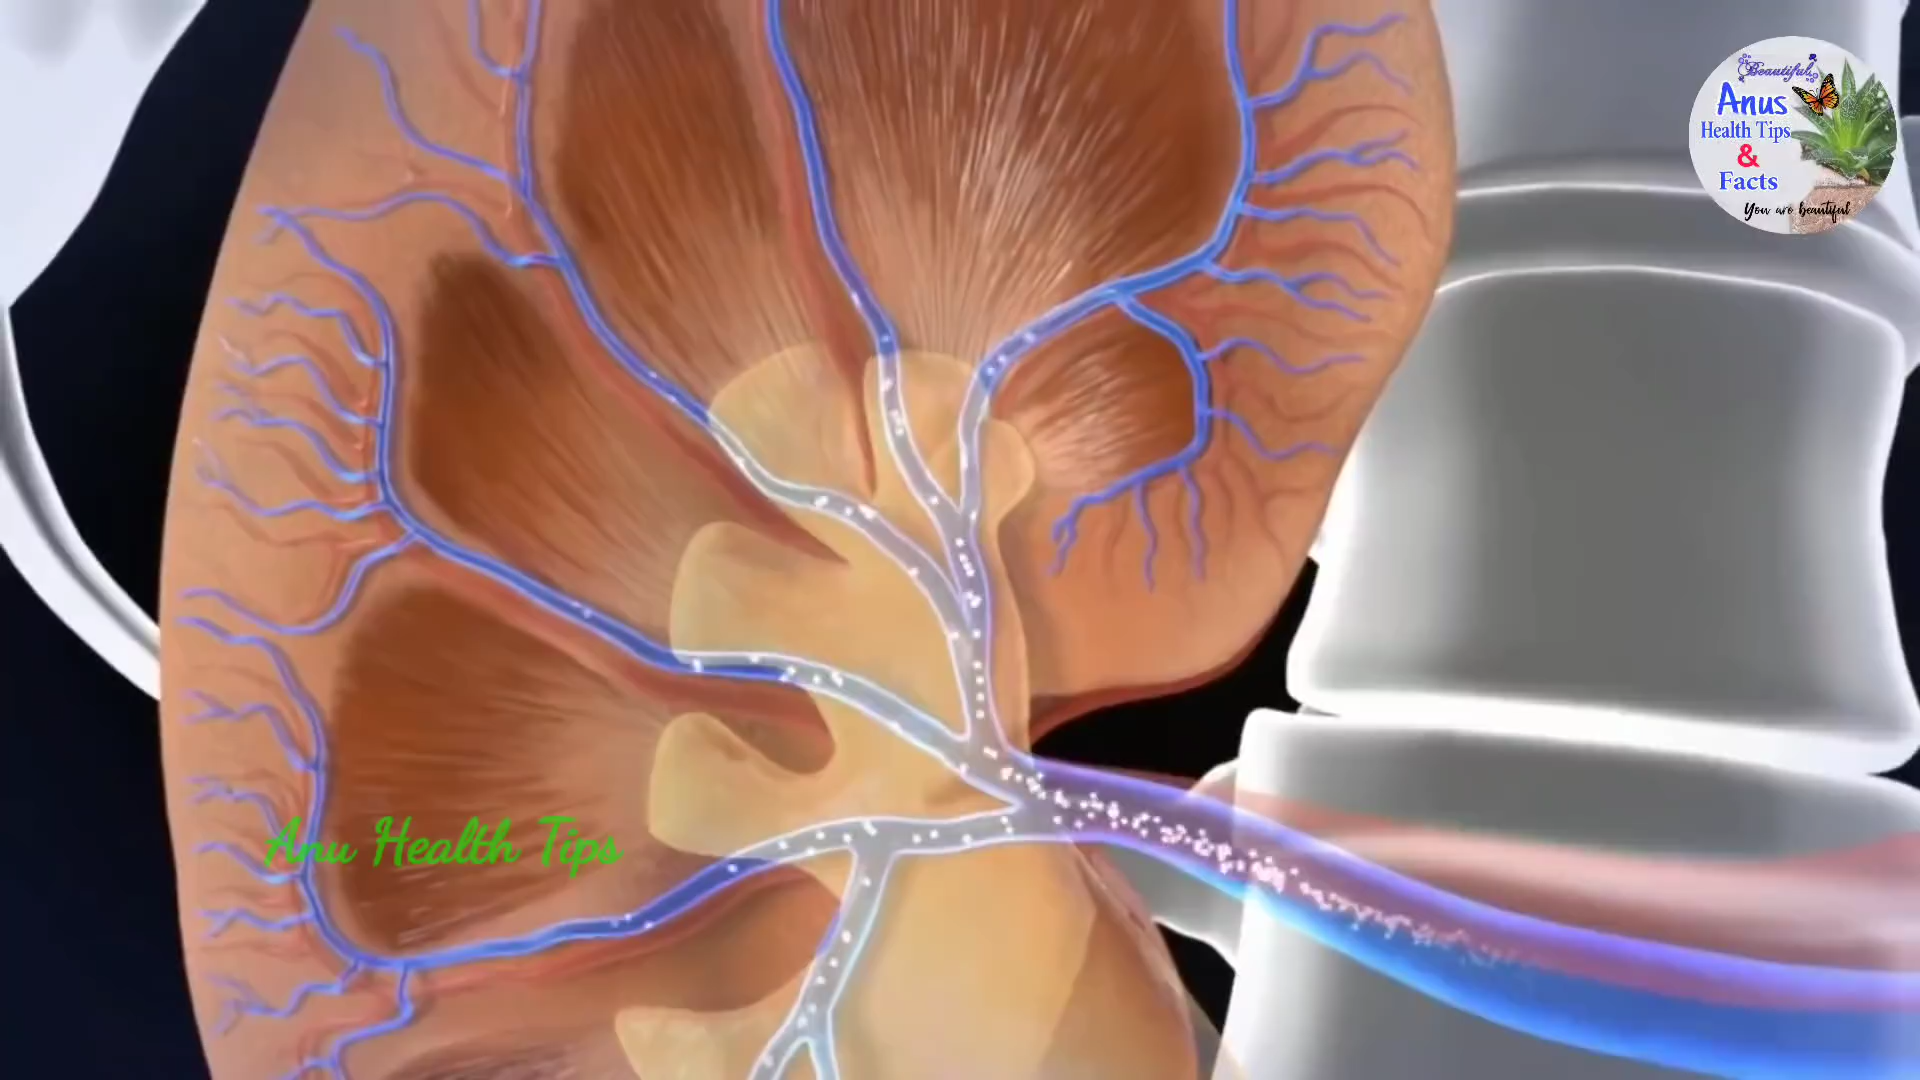 Beautiful
Anus
Health Tips
&
Facts
You are beautiful
Anu Health Tips